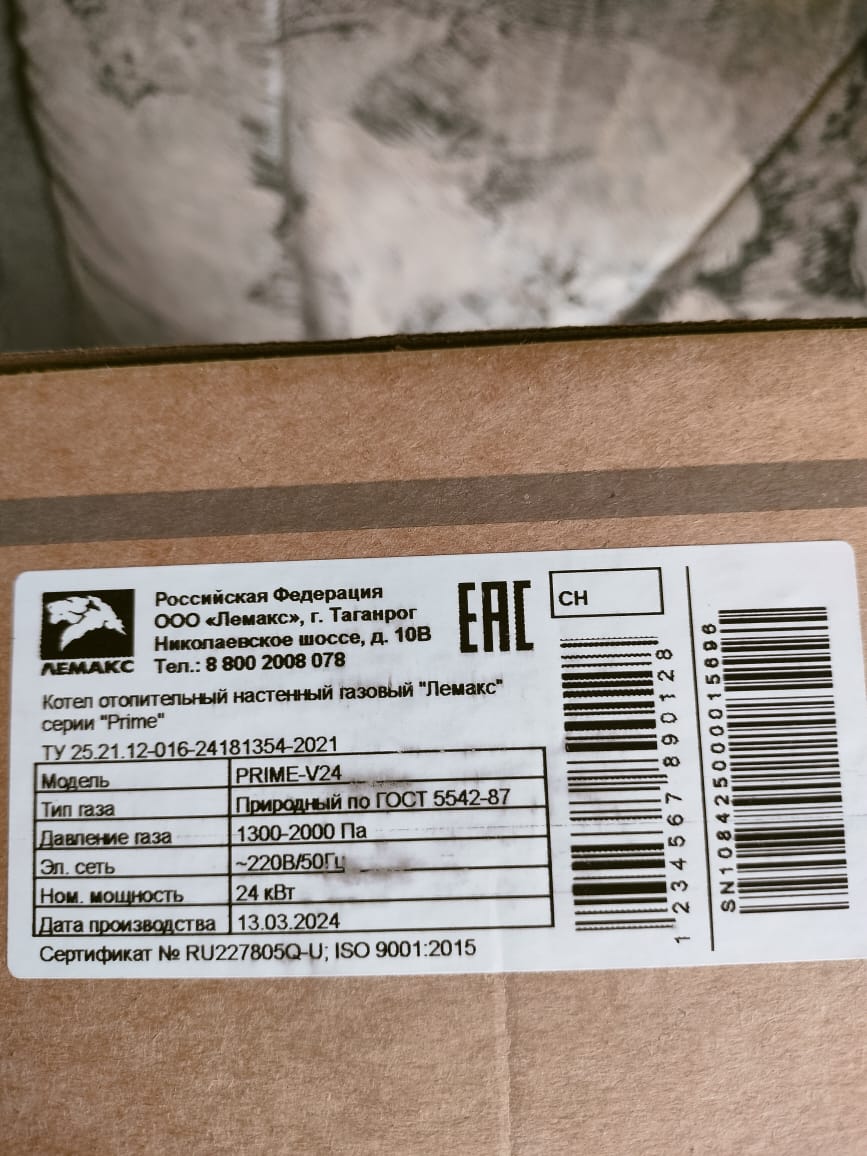 ЛЕМАКС
Российская Федерация
ООО «Лемакс», г. Таганрог
Николаевское шоссе, д. 10В
Тел.: 8 800 2008 078
EAC
CH
Котел отопительный настенный газовый "Лемакс"
серии "Prime"
ТУ 25.21.12-016-24181354-2021
Модель PRIME-V24
Тип газа Природный по ГОСТ 5542-87
Давление газа 1300-2000 Па
Эл. сеть ~220В/50Гц
Ном. мощность 24 кВт
Дата производства 13.03.2024
Сертификат № RU227805Q-U; ISO 9001:2015
1234567890128
SN1084250000015696